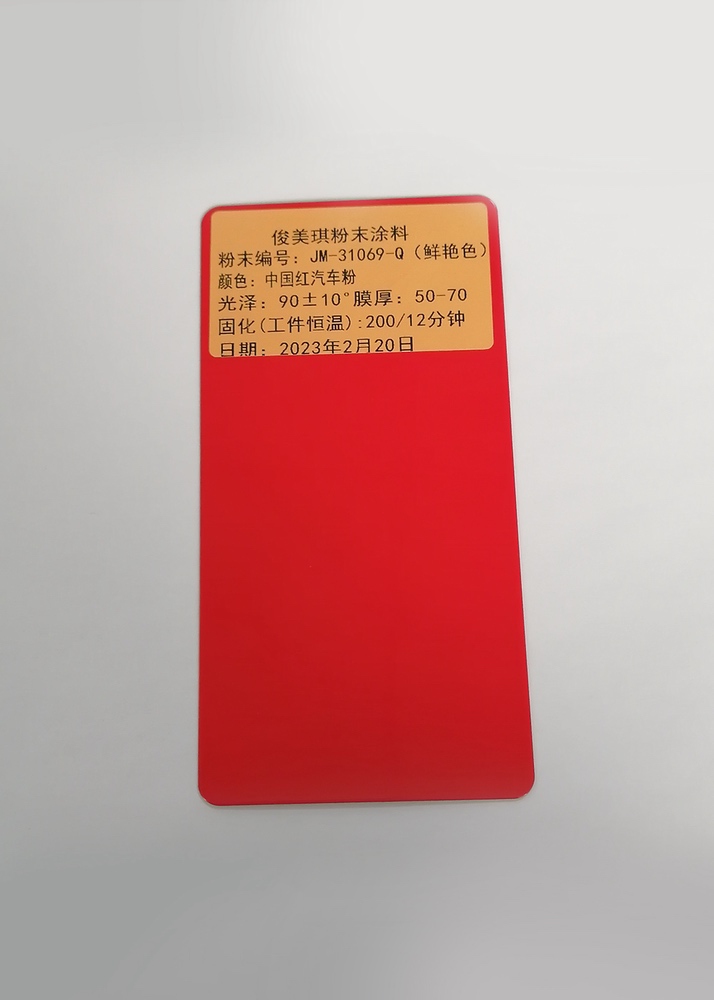 俊美琪粉末涂料
粉末编号：JM-31069-Q（鲜艳色）
颜色：中国红汽车粉
光泽：90±10°膜厚：50-70
固化(工件恒温):200/12分钟
日期：2023年2月20日